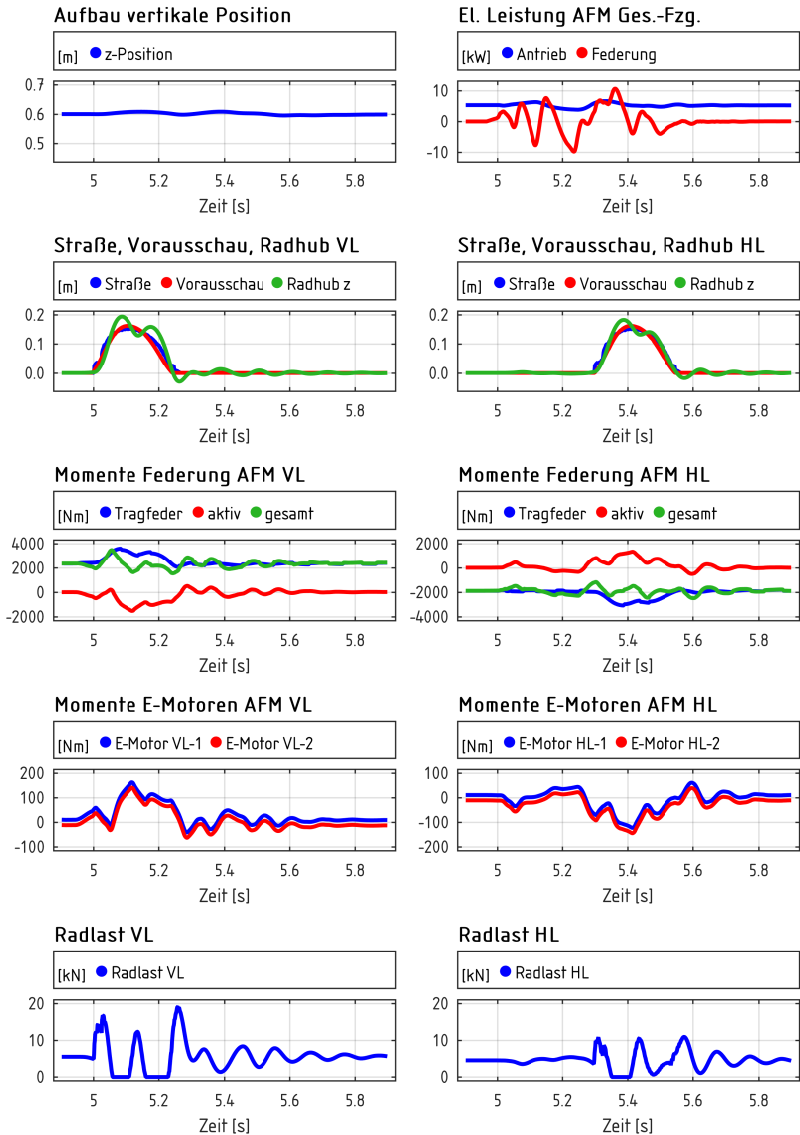 Aufbau vertikale Position
[m] z-Position
0.7
0.6
0.5
5 5.2 5.4 5.6 5.8
Zeit [s]
El. Leistung AFM Ges.-Fzg.
[kW] Antrieb Federung
10
0
-10
5 5.2 5.4 5.6 5.8
Zeit [s]
Straße, Vorausschau, Radhub VL
[m] Straße Vorausschau Radhub z
0.2
0.1
0.0
5 5.2 5.4 5.6 5.8
Zeit [s]
Straße, Vorausschau, Radhub HL
[m] Straße Vorausschau Radhub z
0.2
0.1
0.0
5 5.2 5.4 5.6 5.8
Zeit [s]
Momente Federung AFM VL
[Nm] Tragfeder aktiv gesamt
4000
2000
0
-2000
5 5.2 5.4 5.6 5.8
Zeit [s]
Momente Federung AFM HL
[Nm] Tragfeder aktiv gesamt
2000
0
-2000
-4000
5 5.2 5.4 5.6 5.8
Zeit [s]
Momente E-Motoren AFM VL
[Nm] E-Motor VL-1 E-Motor VL-2
200
100
0
-100
5 5.2 5.4 5.6 5.8
Zeit [s]
Momente E-Motoren AFM HL
[Nm] E-Motor HL-1 E-Motor HL-2
100
0
-100
-200
5 5.2 5.4 5.6 5.8
Zeit [s]
Radlast VL
[kN] Radlast VL
20
10
0
5 5.2 5.4 5.6 5.8
Zeit [s]
Radlast HL
[kN] Radlast HL
20
10
0
5 5.2 5.4 5.6 5.8
Zeit [s]